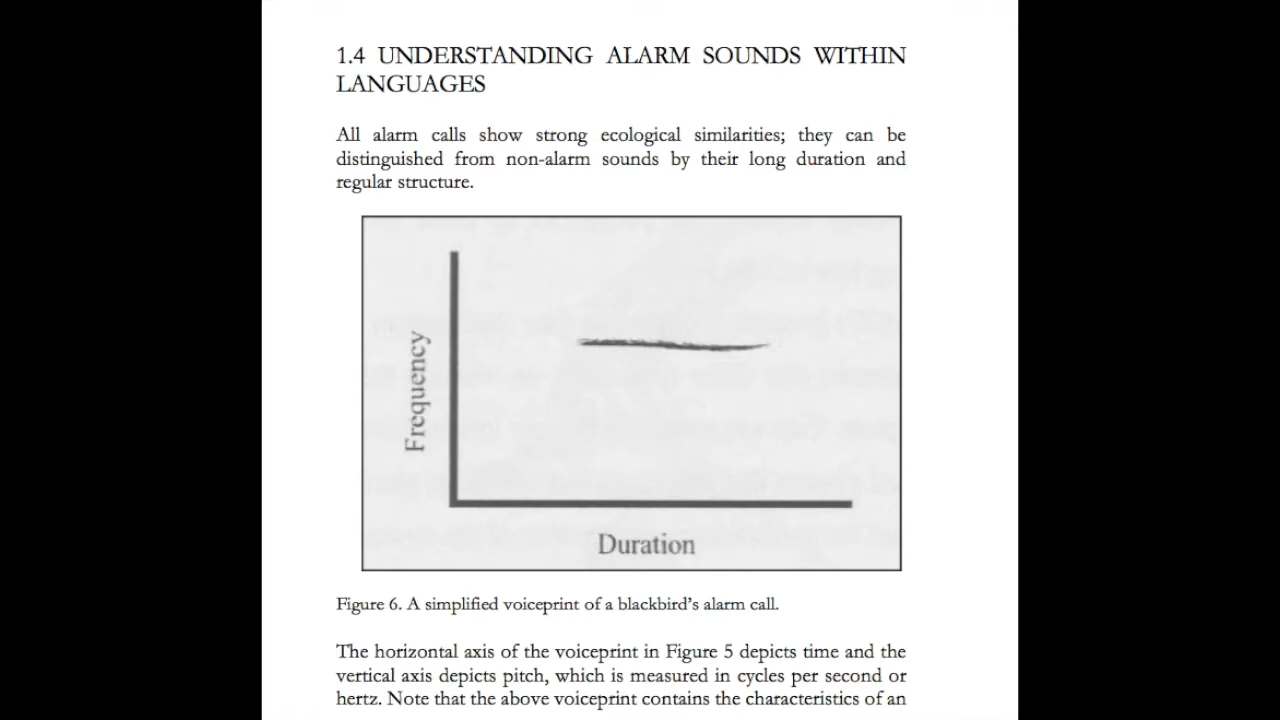 1.4 UNDERSTANDING ALARM SOUNDS WITHIN
LANGUAGES
All alarm calls show strong ecological similarities; they can be
distinguished from non-alarm sounds by their long duration and
regular structure.
Frequency
Duration
Figure 6. A simplified voiceprint of a blackbird's alarm call.
The horizontal axis of the voiceprint in Figure 5 depicts time and the
vertical axis depicts pitch, which is measured in cycles per second or
hertz. Note that the above voiceprint contains the characteristics of an